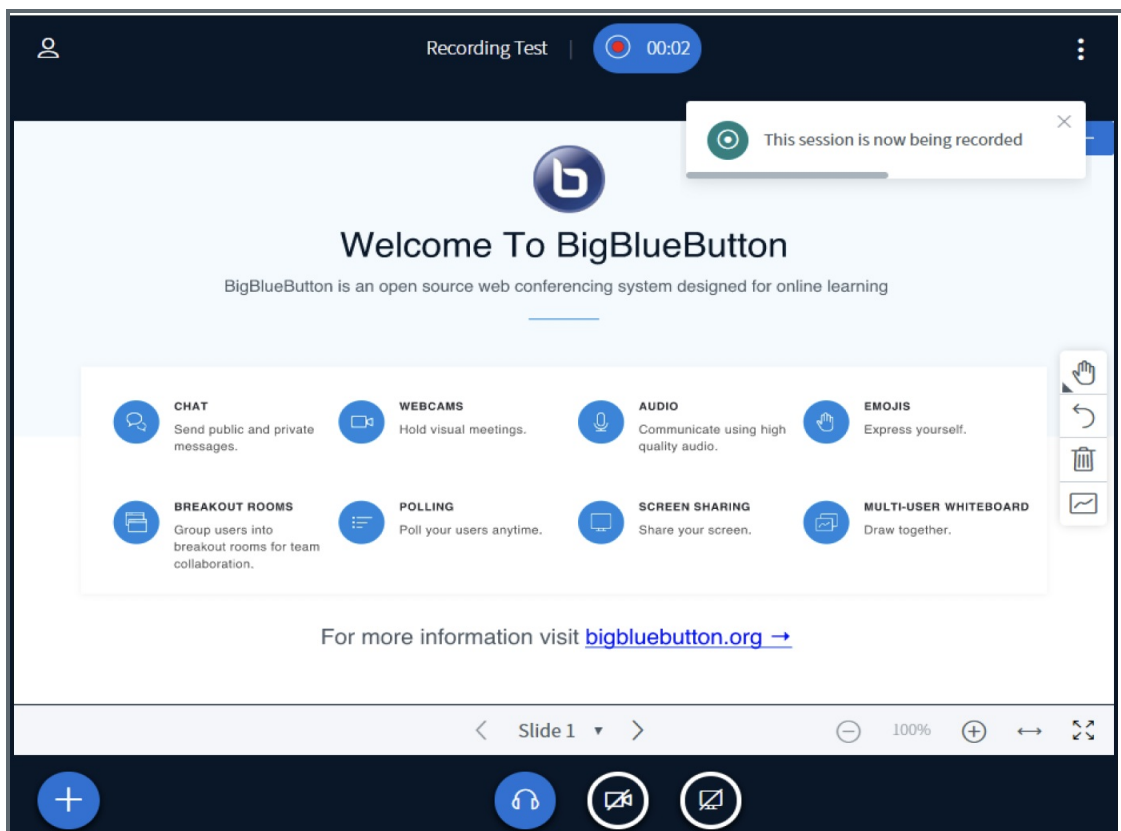 Recording Test | 00:02
This session is now being recorded
b
Welcome To BigBlueButton
BigBlueButton is an open source web conferencing system designed for online learning
CHAT
Send public and private
messages.
WEBCAMS
Hold visual meetings.
AUDIO
Communicate using high
quality audio.
EMOJIS
Express yourself.
BREAKOUT ROOMS
Group users into
breakout rooms for team
collaboration.
POLLING
Poll your users anytime.
SCREEN SHARING
Share your screen.
MULTI-USER WHITEBOARD
Draw together.
For more information visit bigbluebutton.org →
Slide 1
100%